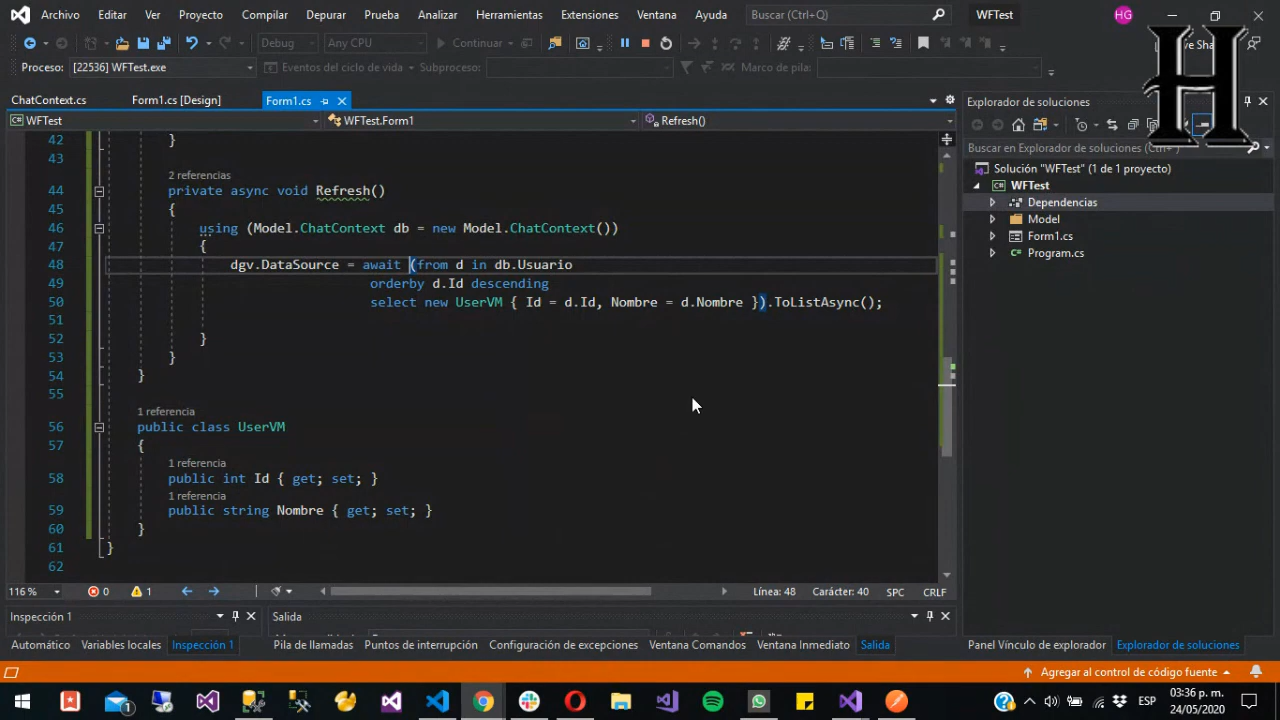 Archivo Editar Ver Proyecto Compilar Depurar Prueba Analizar Herramientas Extensiones Ventana Ayuda Buscar (Ctrl+Q) WFTest HG
Debug Any CPU Continuar
Proceso: [22536] WFTest.exe Eventos del ciclo de vida Subproceso: Marco de pila:
ChatContext.cs Form1.cs [Design] Form1.cs
Explorador de soluciones
WFTest WFTest.Form1 Refresh()
Buscar en Explorador de soluciones (Ctrl+
Solución "WFTest" (1 de 1 proyecto)
WFTest
Dependencias
Model
Form1.cs
Program.cs
42 }
43
2 referencias
44 private async void Refresh()
45 {
46 using (Model.ChatContext db = new Model.ChatContext())
47 {
48 dgv.DataSource = await (from d in db.Usuario
49 orderby d.Id descending
50 select new UserVM { Id = d.Id, Nombre = d.Nombre }).ToListAsync();
51
52 }
53 }
54 }
55
1 referencia
56 public class UserVM
57 {
1 referencia
58 public int Id { get; set; }
1 referencia
59 public string Nombre { get; set; }
60 }
61 }
62
116 % 0 1 Línea: 48 Carácter: 40 SPC CRLF
Inspección 1 Salida
Automático Variables locales Inspección 1 Pila de llamadas Puntos de interrupción Configuración de excepciones Ventana Comandos Ventana Inmediato Salida Panel Vínculo de explorador Explorador de soluciones
Agregar al control de código fuente
ESP 03:36 p. m.
24/05/2020